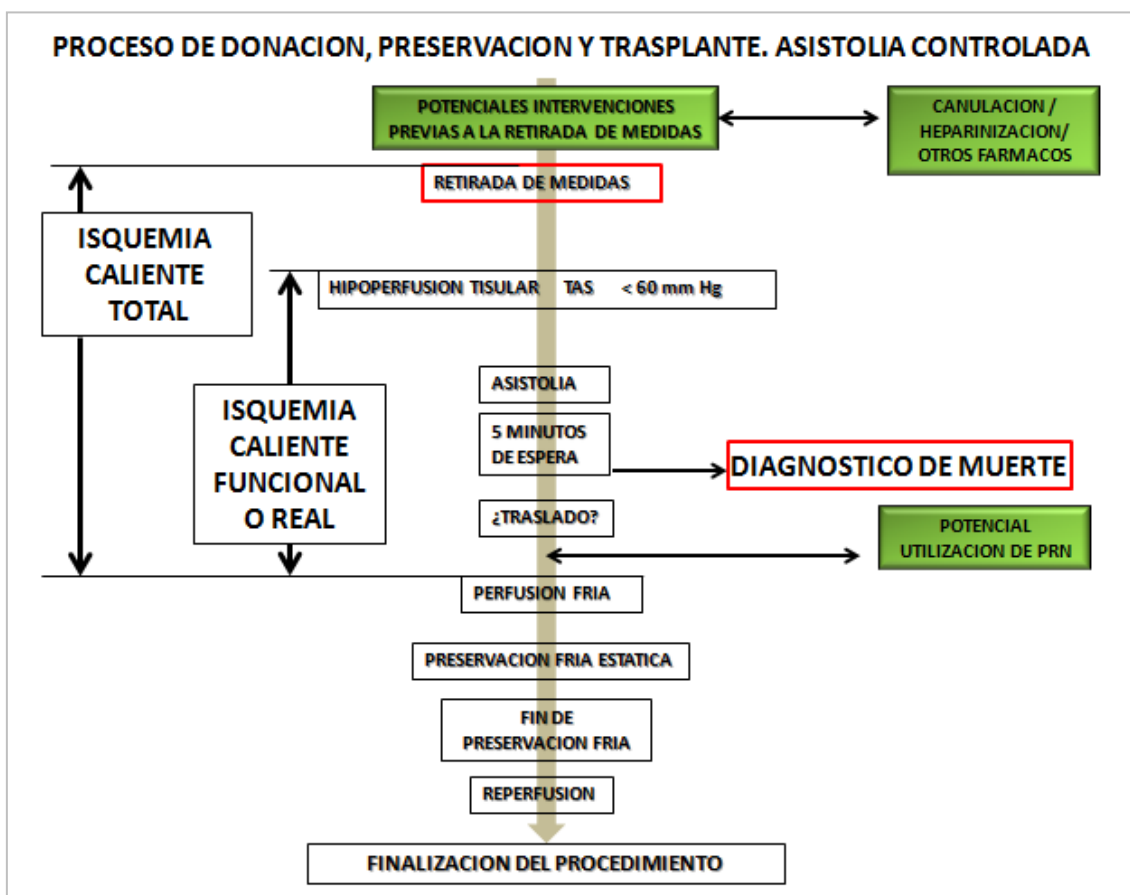 PROCESO DE DONACION, PRESERVACION Y TRASPLANTE. ASISTOLIA CONTROLADA
POTENCIALES INTERVENCIONES
PREVIAS A LA RETIRADA DE MEDIDAS
CANULACION /
HEPARINIZACION/
OTROS FARMACOS
RETIRADA DE MEDIDAS
ISQUEMIA
CALIENTE
TOTAL
HIPOPERFUSION TISULAR TAS < 60 mm Hg
ISQUEMIA
CALIENTE
FUNCIONAL
O REAL
ASISTOLIA
5 MINUTOS
DE ESPERA
DIAGNOSTICO DE MUERTE
¿TRASLADO?
POTENCIAL
UTILIZACION DE PRN
PERFUSION FRIA
PRESERVACION FRIA ESTATICA
FIN DE
PRESERVACION FRIA
REPERFUSION
FINALIZACION DEL PROCEDIMIENTO